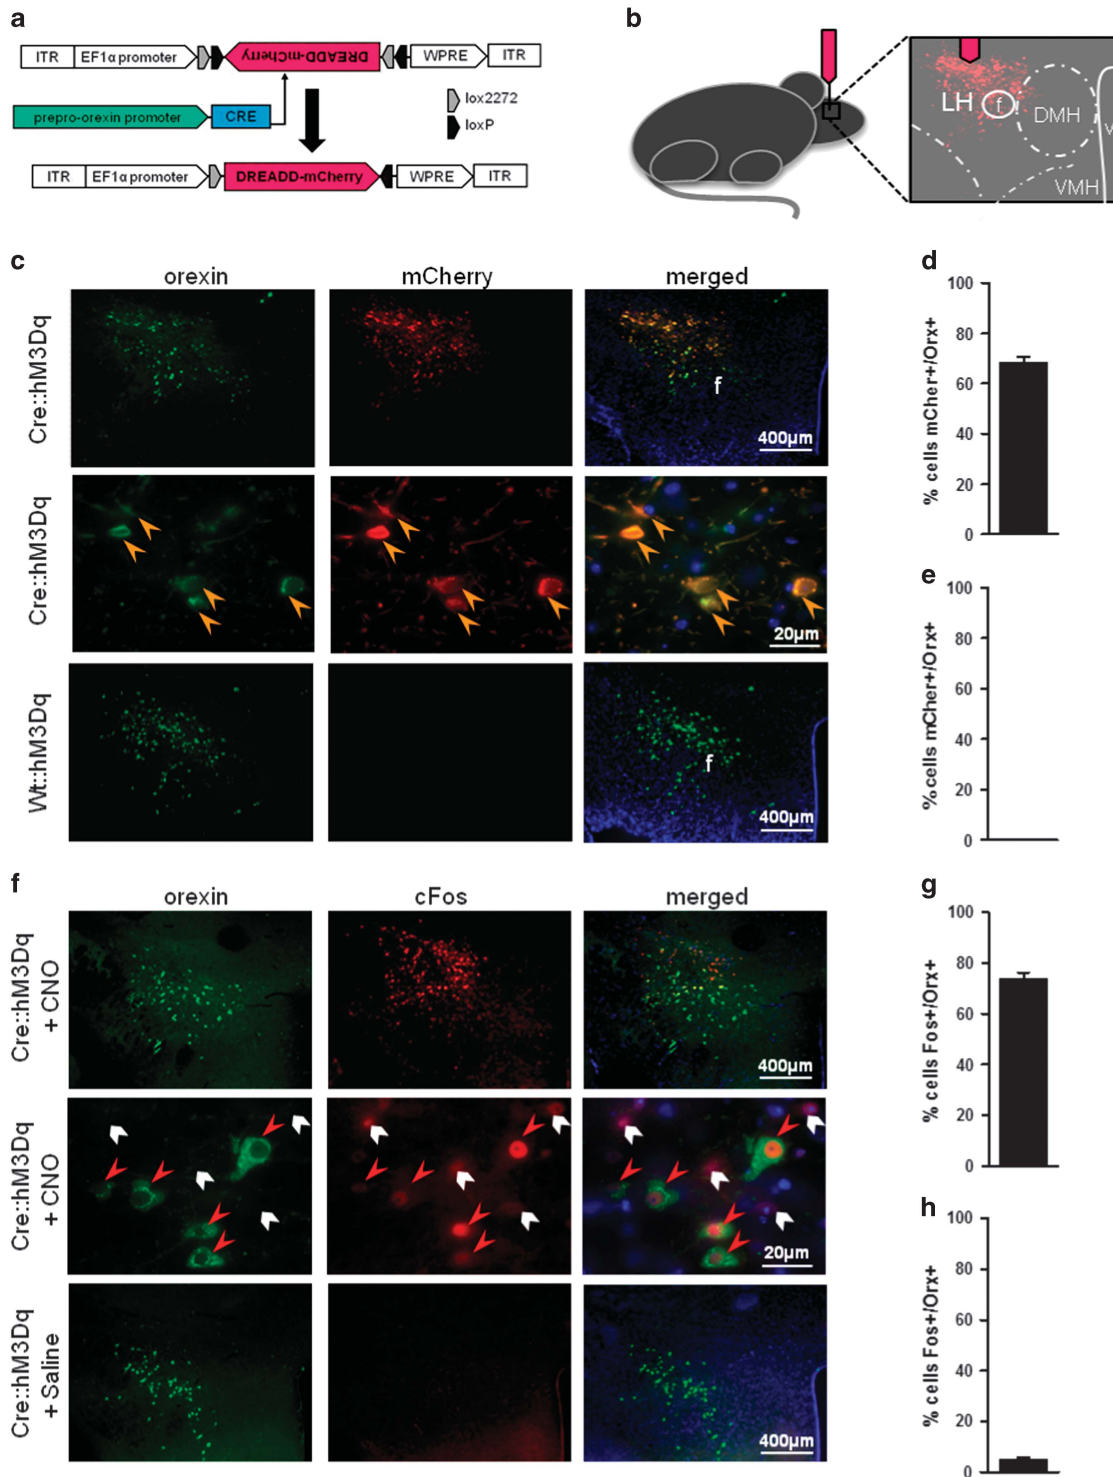 a
ITR EF1α promoter DREADD-mCherry WPRE ITR
prepro-orexin promoter CRE
lox2272
loxP
ITR EF1α promoter DREADD-mCherry WPRE ITR
b
LH f DMH
v
VMH
c
orexin mCherry merged
Cre::hM3Dq
f
400µm
Cre::hM3Dq
20µm
Wt::hM3Dq
f
400µm
d
% cells mCher+/Orx+
100
80
60
40
20
0
e
%cells mCher+/Orx+
100
80
60
40
20
0
f
orexin cFos merged
Cre::hM3Dq
+ CNO
400µm
Cre::hM3Dq
+ CNO
20µm
Cre::hM3Dq
+ Saline
400µm
g
% cells Fos+/Orx+
100
80
60
40
20
0
h
% cells Fos+/Orx+
100
80
60
40
20
0